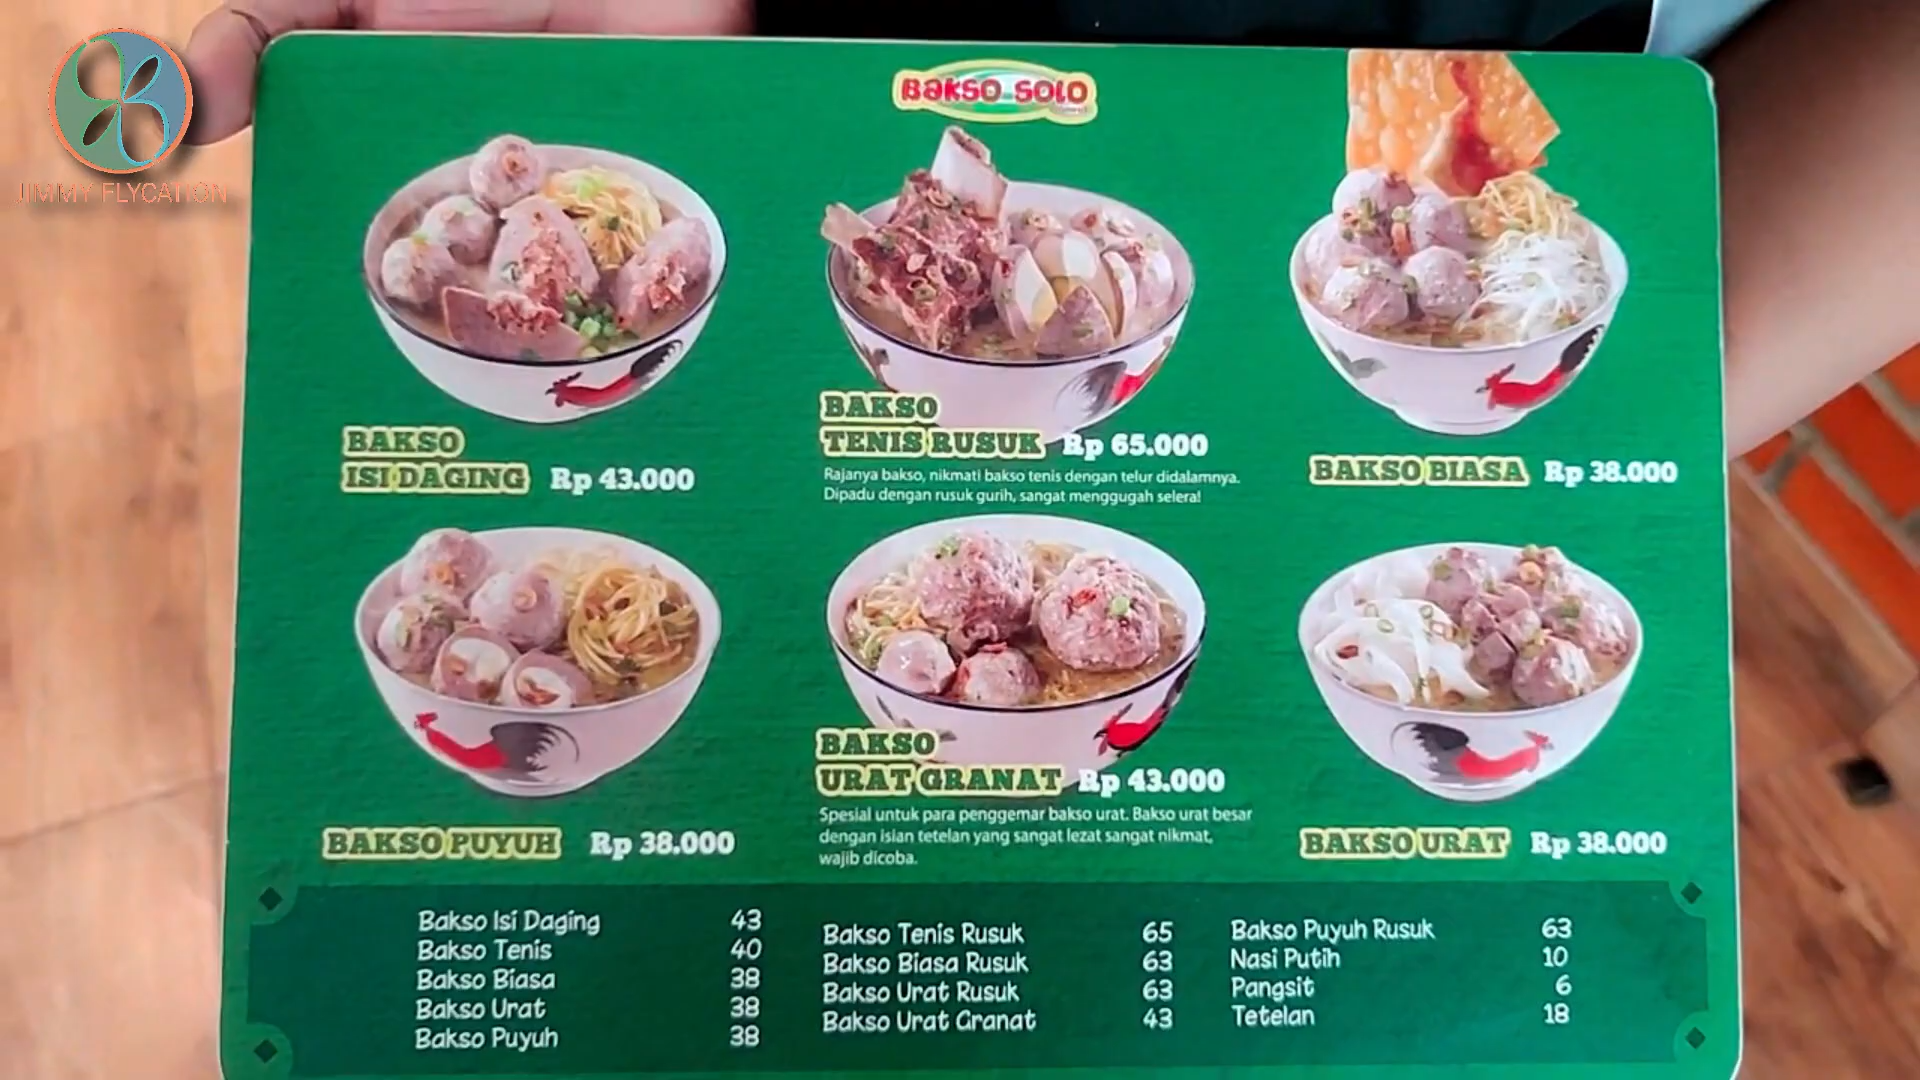 JIMMY FLYCATION
BAKSO SOLO
BAKSO
ISI DAGING Rp 43.000
BAKSO
TENIS RUSUK Rp 65.000
Rajanya bakso, nikmati bakso tenis dengan telur didalamnya.
Dipadu dengan rusuk gurih, sangat menggugah selera!
BAKSO BIASA Rp 38.000
BAKSO PUYUH Rp 38.000
BAKSO
URAT GRANAT Rp 43.000
Spesial untuk para penggemar bakso urat. Bakso urat besar
dengan isian tetelan yang sangat lezat sangat nikmat,
wajib dicoba.
BAKSO URAT Rp 38.000
Bakso Isi Daging 43
Bakso Tenis 40
Bakso Biasa 38
Bakso Urat 38
Bakso Puyuh 38
Bakso Tenis Rusuk 65
Bakso Biasa Rusuk 63
Bakso Urat Rusuk 63
Bakso Urat Granat 43
Bakso Puyuh Rusuk 63
Nasi Putih 10
Pangsit 6
Tetelan 18